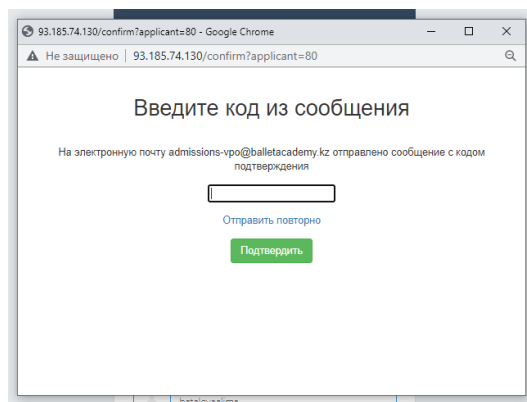 93.185.74.130/confirm?applicant=80 - Google Chrome
Не защищено | 93.185.74.130/confirm?applicant=80
Введите код из сообщения
На электронную почту admissions-vpo@balletacademy.kz отправлено сообщение с кодом
подтверждения
Отправить повторно
Подтвердить